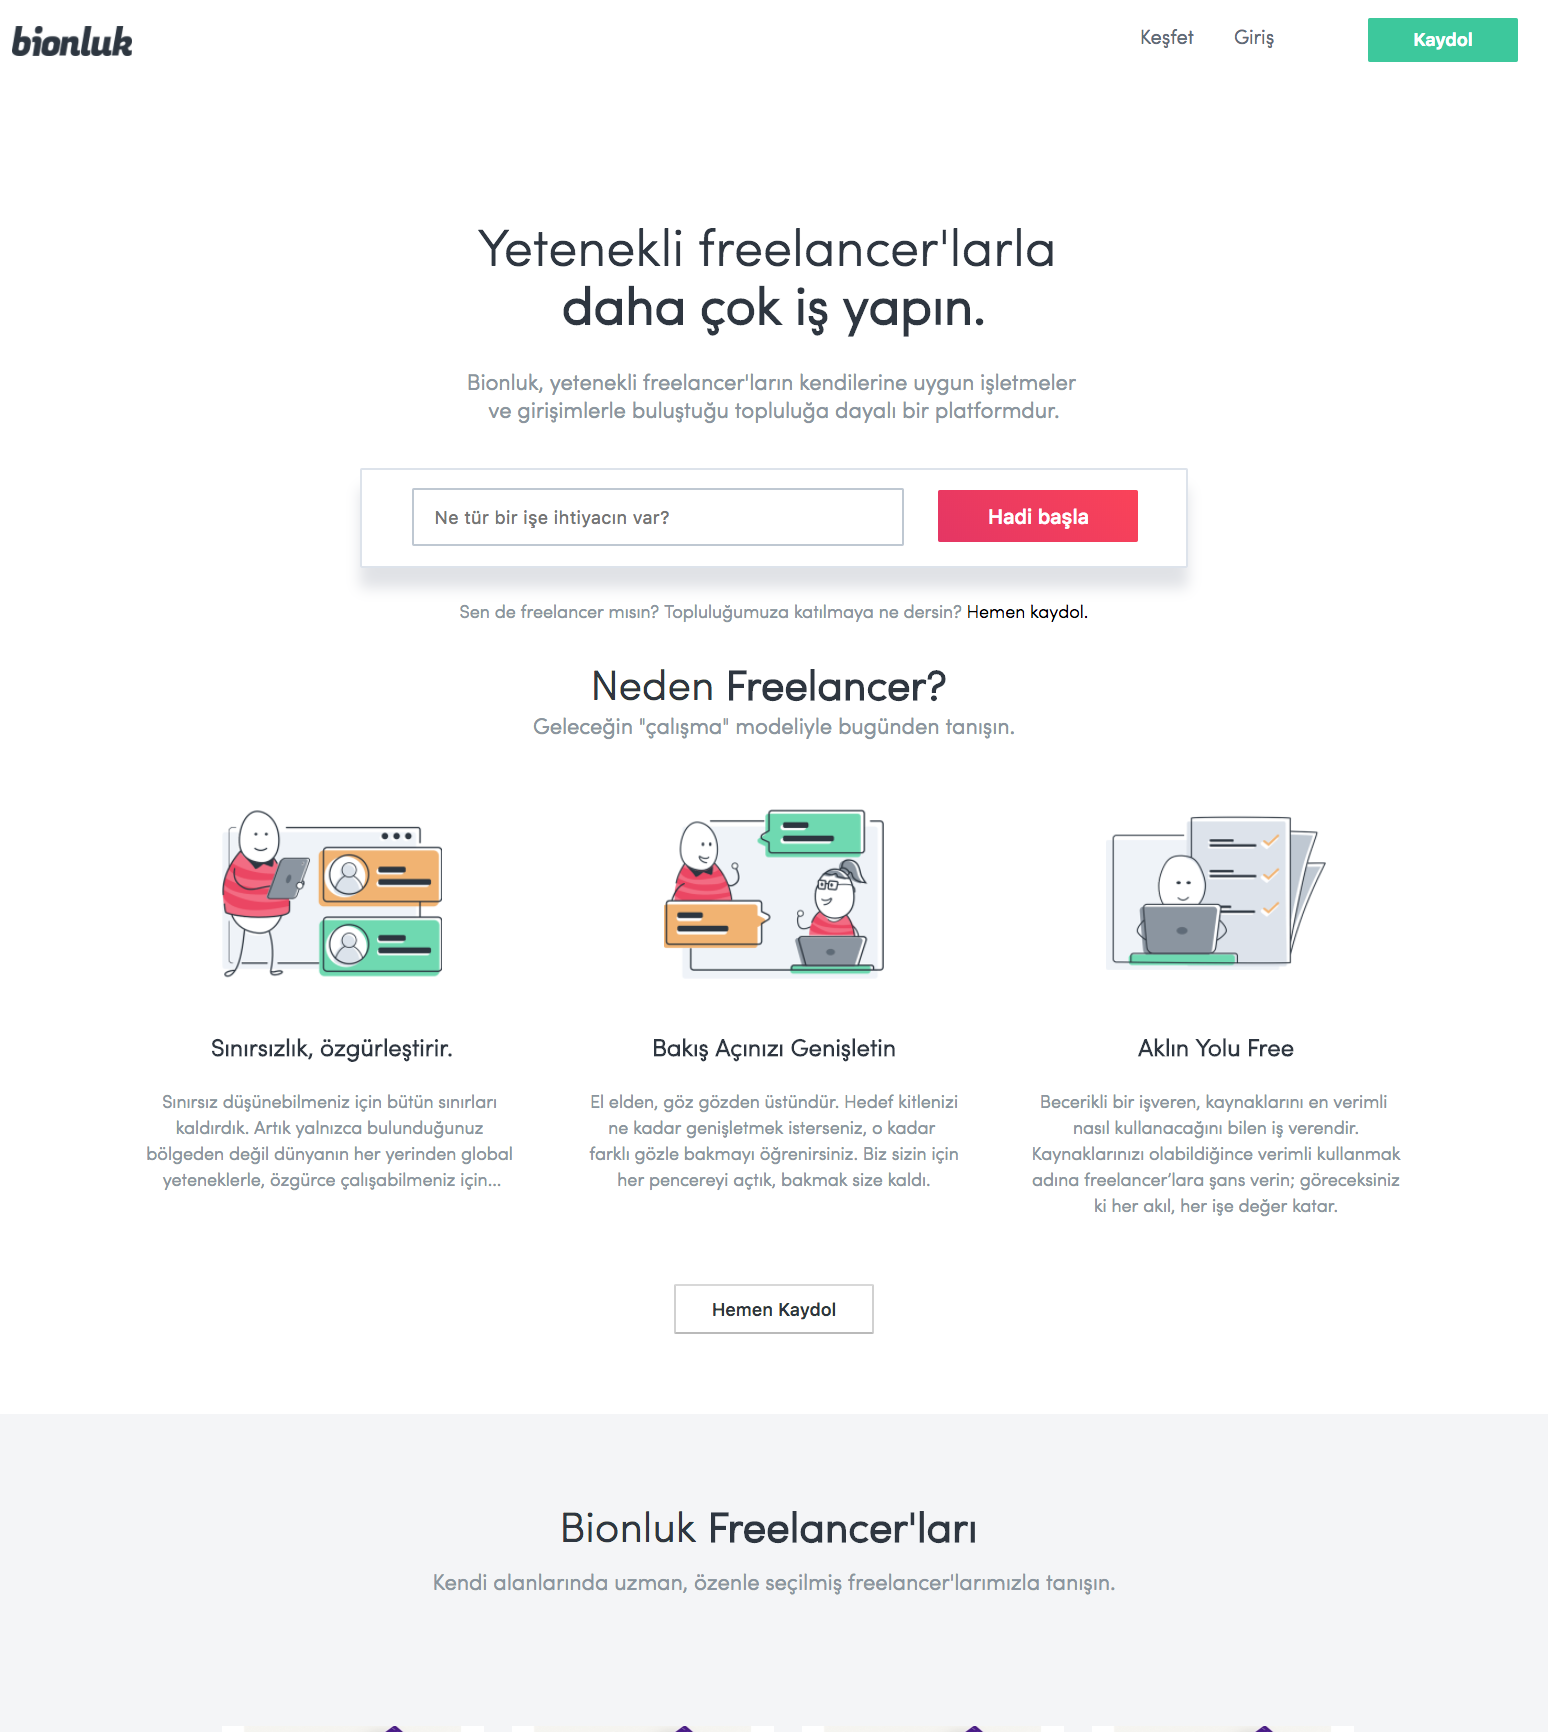 bionluk
Keşfet
Giriş
Kaydol
Yetenekli freelancer'larla
daha çok iş yapın.
Bionluk, yetenekli freelancer'ların kendilerine uygun işletmeler
ve girişimlerle buluştuğu topluluğa dayalı bir platformdur.
Ne tür bir işe ihtiyacın var?
Hadi başla
Sen de freelancer mısın? Topluluğumuza katılmaya ne dersin? Hemen kaydol.
Neden Freelancer?
Geleceğin "çalışma" modeliyle bugünden tanışın.
Sınırsızlık, özgürleştirir.
Sınırsız düşünebilmeniz için bütün sınırları
kaldırdık. Artık yalnızca bulunduğunuz
bölgeden değil dünyanın her yerinden global
yeteneklerle, özgürce çalışabilmeniz için...
Bakış Açınızı Genişletin
El elden, göz gözden üstündür. Hedef kitlenizi
ne kadar genişletmek isterseniz, o kadar
farklı gözle bakmayı öğrenirsiniz. Biz sizin için
her pencereyi açtık, bakmak size kaldı.
Aklın Yolu Free
Becerikli bir işveren, kaynaklarını en verimli
nasıl kullanacağını bilen iş verendir.
Kaynaklarınızı olabildiğince verimli kullanmak
adına freelancer’lara şans verin; göreceksiniz
ki her akıl, her işe değer katar.
Hemen Kaydol
Bionluk Freelancer'ları
Kendi alanlarında uzman, özenle seçilmiş freelancer'larımızla tanışın.